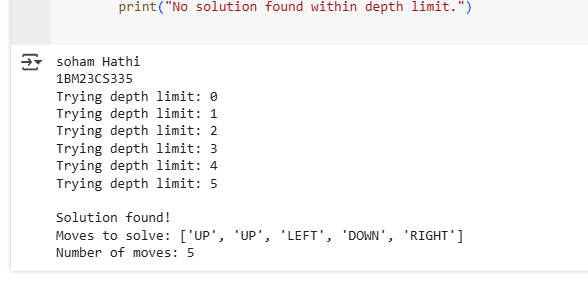 print("No solution found within depth limit.")
soham Hathi
1BM23CS335
Trying depth limit: 0
Trying depth limit: 1
Trying depth limit: 2
Trying depth limit: 3
Trying depth limit: 4
Trying depth limit: 5
Solution found!
Moves to solve: ['UP', 'UP', 'LEFT', 'DOWN', 'RIGHT']
Number of moves: 5